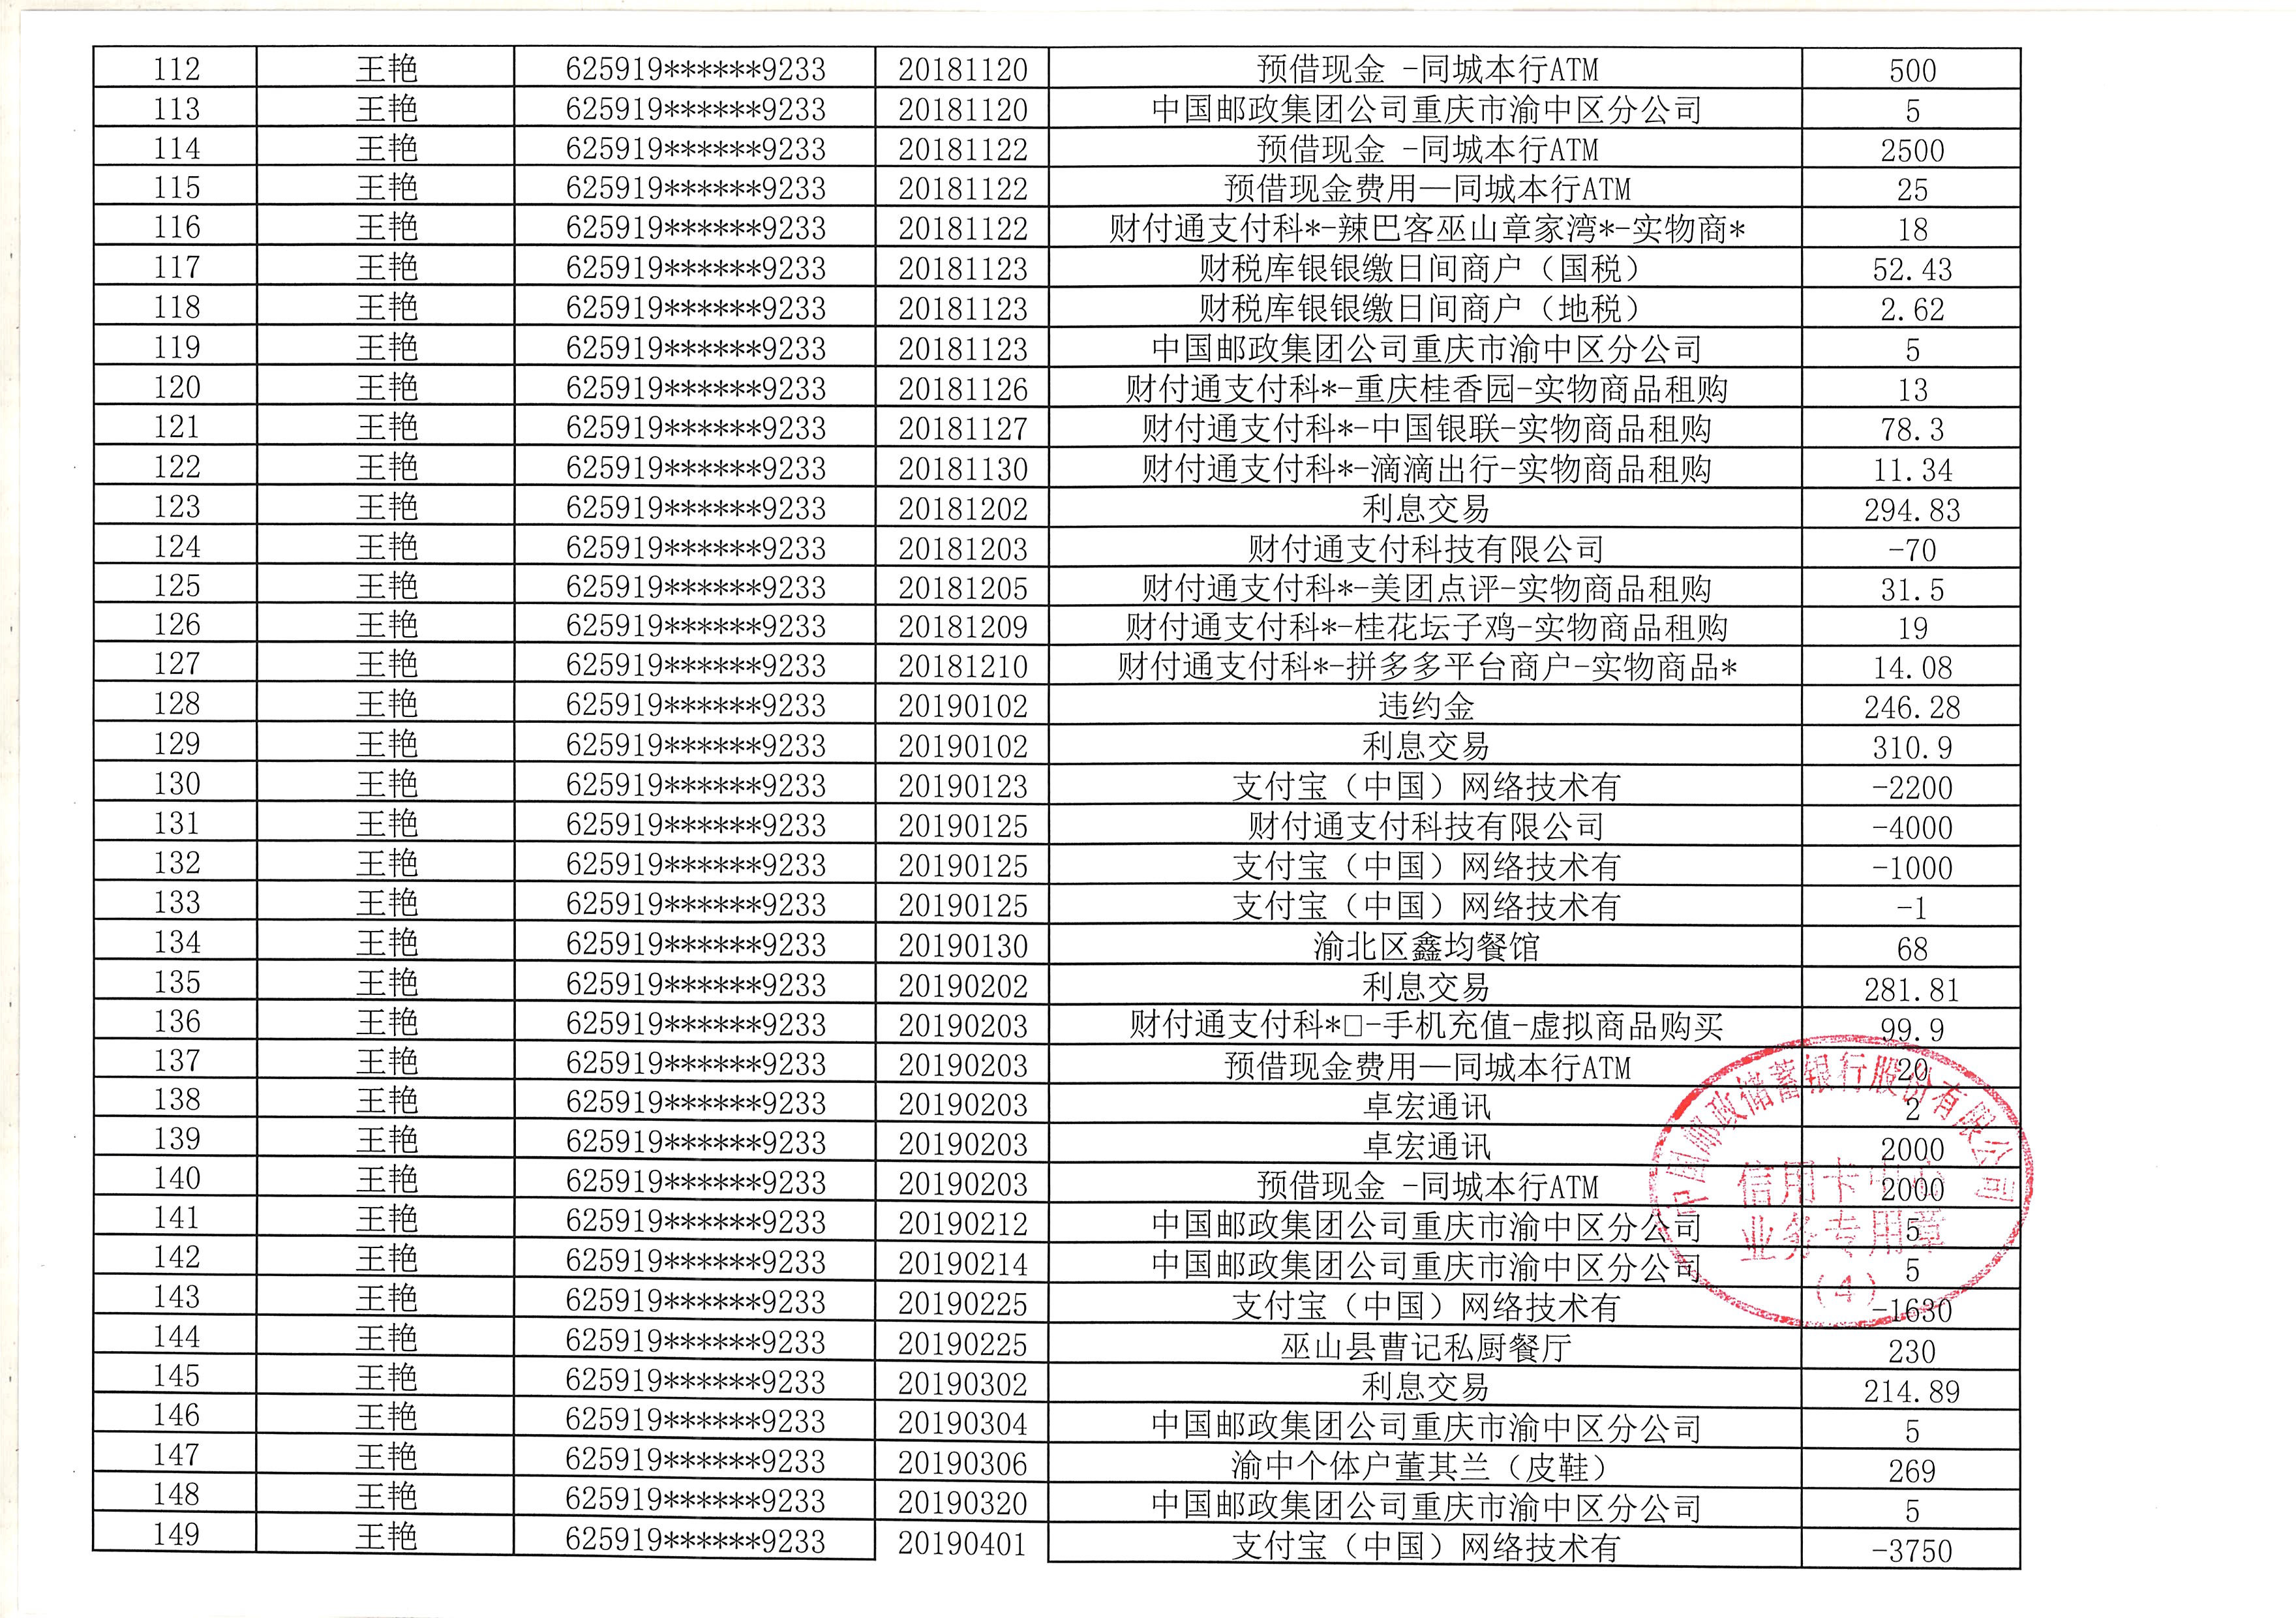 112 王艳 625919******9233 20181120 预借现金 -同城本行ATM 500
113 王艳 625919******9233 20181120 中国邮政集团公司重庆市渝中区分公司 5
114 王艳 625919******9233 20181122 预借现金 -同城本行ATM 2500
115 王艳 625919******9233 20181122 预借现金费用—同城本行ATM 25
116 王艳 625919******9233 20181122 财付通支付科*-辣巴客巫山章家湾*-实物商* 18
117 王艳 625919******9233 20181123 财税库银银缴日间商户（国税） 52.43
118 王艳 625919******9233 20181123 财税库银银缴日间商户（地税） 2.62
119 王艳 625919******9233 20181123 中国邮政集团公司重庆市渝中区分公司 5
120 王艳 625919******9233 20181126 财付通支付科*-重庆桂香园-实物商品租购 13
121 王艳 625919******9233 20181127 财付通支付科*-中国银联-实物商品租购 78.3
122 王艳 625919******9233 20181130 财付通支付科*-滴滴出行-实物商品租购 11.34
123 王艳 625919******9233 20181202 利息交易 294.83
124 王艳 625919******9233 20181203 财付通支付科技有限公司 -70
125 王艳 625919******9233 20181205 财付通支付科*-美团点评-实物商品租购 31.5
126 王艳 625919******9233 20181209 财付通支付科*-桂花坛子鸡-实物商品租购 19
127 王艳 625919******9233 20181210 财付通支付科*-拼多多平台商户-实物商品* 14.08
128 王艳 625919******9233 20190102 违约金 246.28
129 王艳 625919******9233 20190102 利息交易 310.9
130 王艳 625919******9233 20190123 支付宝（中国）网络技术有 -2200
131 王艳 625919******9233 20190125 财付通支付科技有限公司 -4000
132 王艳 625919******9233 20190125 支付宝（中国）网络技术有 -1000
133 王艳 625919******9233 20190125 支付宝（中国）网络技术有 -1
134 王艳 625919******9233 20190130 渝北区鑫均餐馆 68
135 王艳 625919******9233 20190202 利息交易 281.81
136 王艳 625919******9233 20190203 财付通支付科*□-手机充值-虚拟商品购买 99.9
137 王艳 625919******9233 20190203 预借现金费用—同城本行ATM 20
138 王艳 625919******9233 20190203 卓宏通讯 2
139 王艳 625919******9233 20190203 卓宏通讯 2000
140 王艳 625919******9233 20190203 预借现金 -同城本行ATM 2000
141 王艳 625919******9233 20190212 中国邮政集团公司重庆市渝中区分公司 5
142 王艳 625919******9233 20190214 中国邮政集团公司重庆市渝中区分公司 5
143 王艳 625919******9233 20190225 支付宝（中国）网络技术有 -1630
144 王艳 625919******9233 20190225 巫山县曹记私厨餐厅 230
145 王艳 625919******9233 20190302 利息交易 214.89
146 王艳 625919******9233 20190304 中国邮政集团公司重庆市渝中区分公司 5
147 王艳 625919******9233 20190306 渝中个体户董其兰（皮鞋） 269
148 王艳 625919******9233 20190320 中国邮政集团公司重庆市渝中区分公司 5
149 王艳 625919******9233 20190401 支付宝（中国）网络技术有 -3750
中国邮政储蓄银行股份有限公司
信用卡中心
业务专用章
（4）